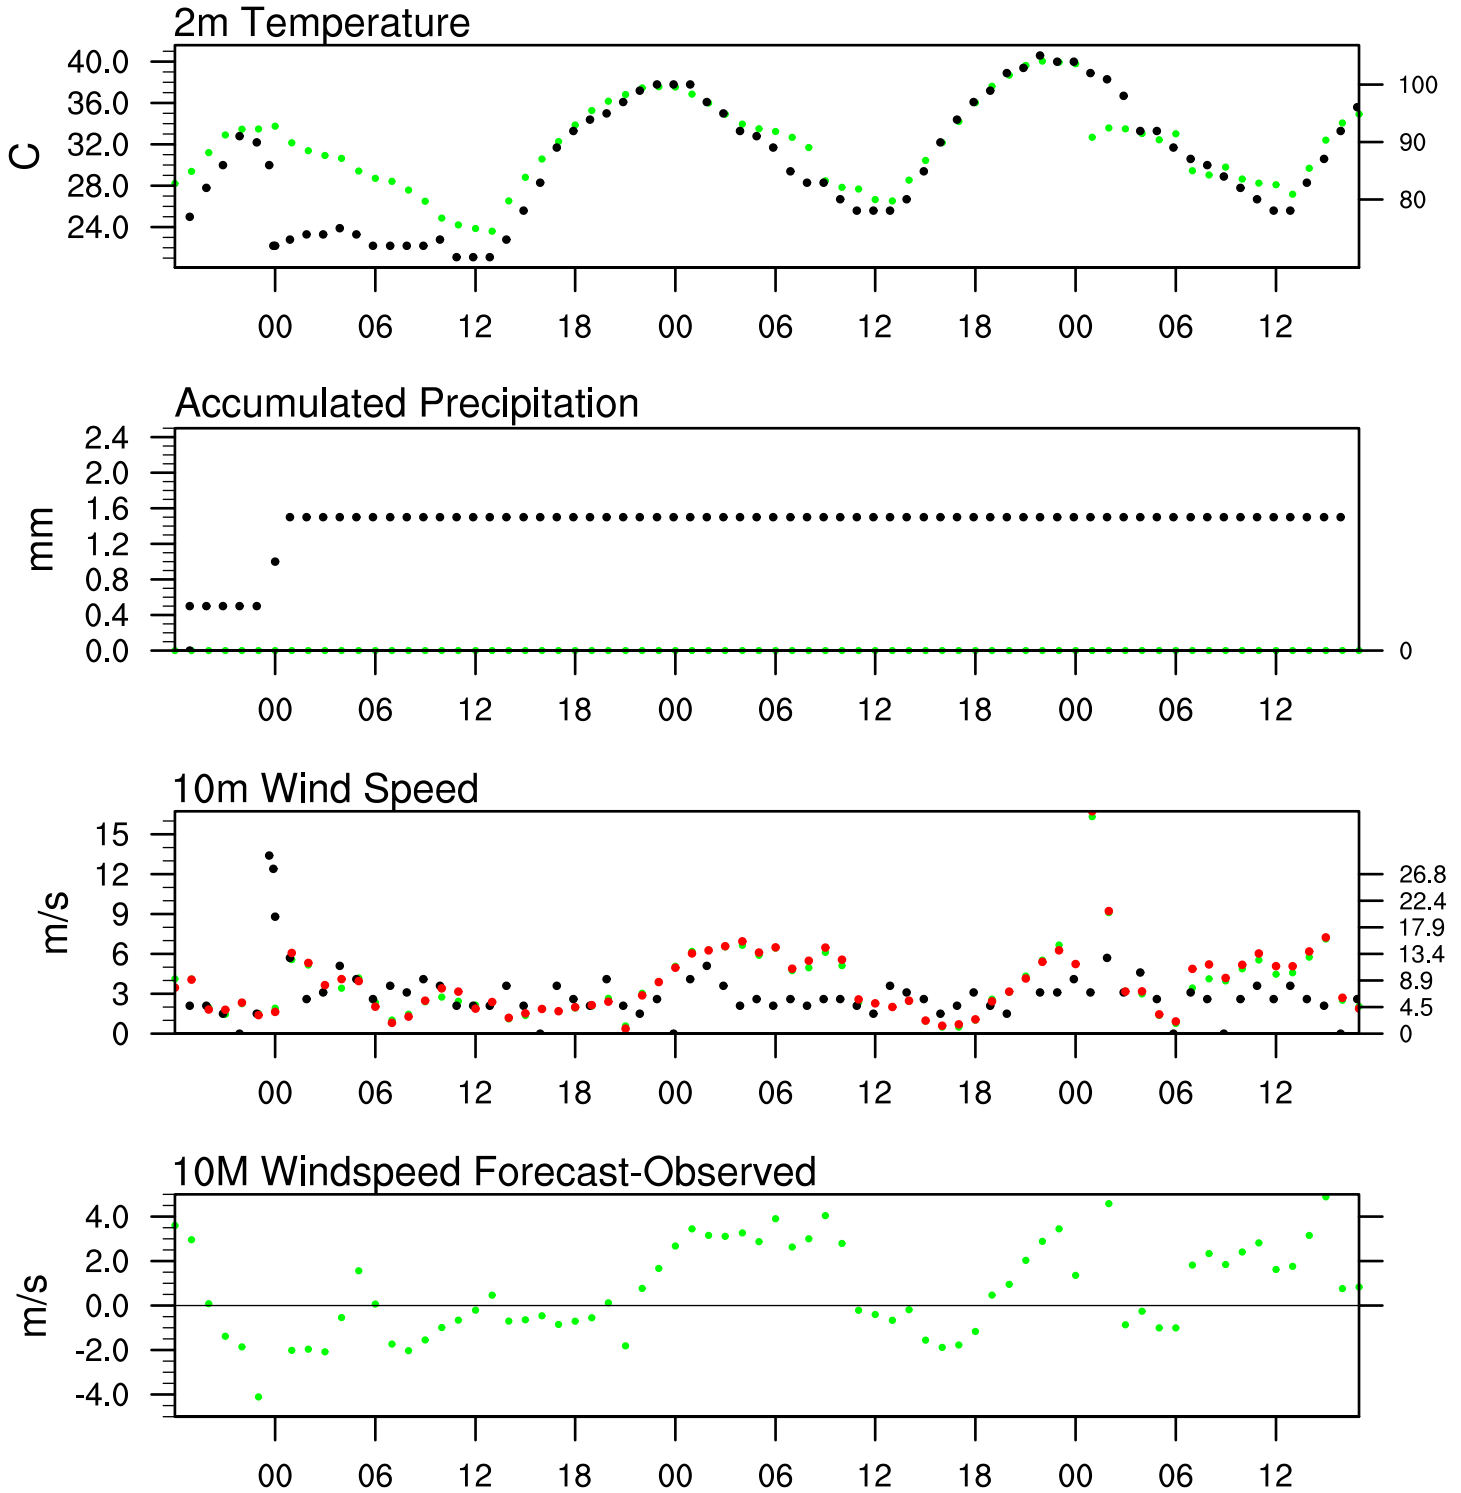 2m Temperature
40.0
36.0
32.0
28.0
24.0
C
100
90
80
00 06 12 18 00 06 12 18 00 06 12
Accumulated Precipitation
2.4
2.0
1.6
1.2
0.8
0.4
0.0
mm
0
00 06 12 18 00 06 12 18 00 06 12
10m Wind Speed
15
12
9
6
3
0
m/s
26.8
22.4
17.9
13.4
8.9
4.5
0
00 06 12 18 00 06 12 18 00 06 12
10M Windspeed Forecast-Observed
4.0
2.0
0.0
-2.0
-4.0
m/s
00 06 12 18 00 06 12 18 00 06 12